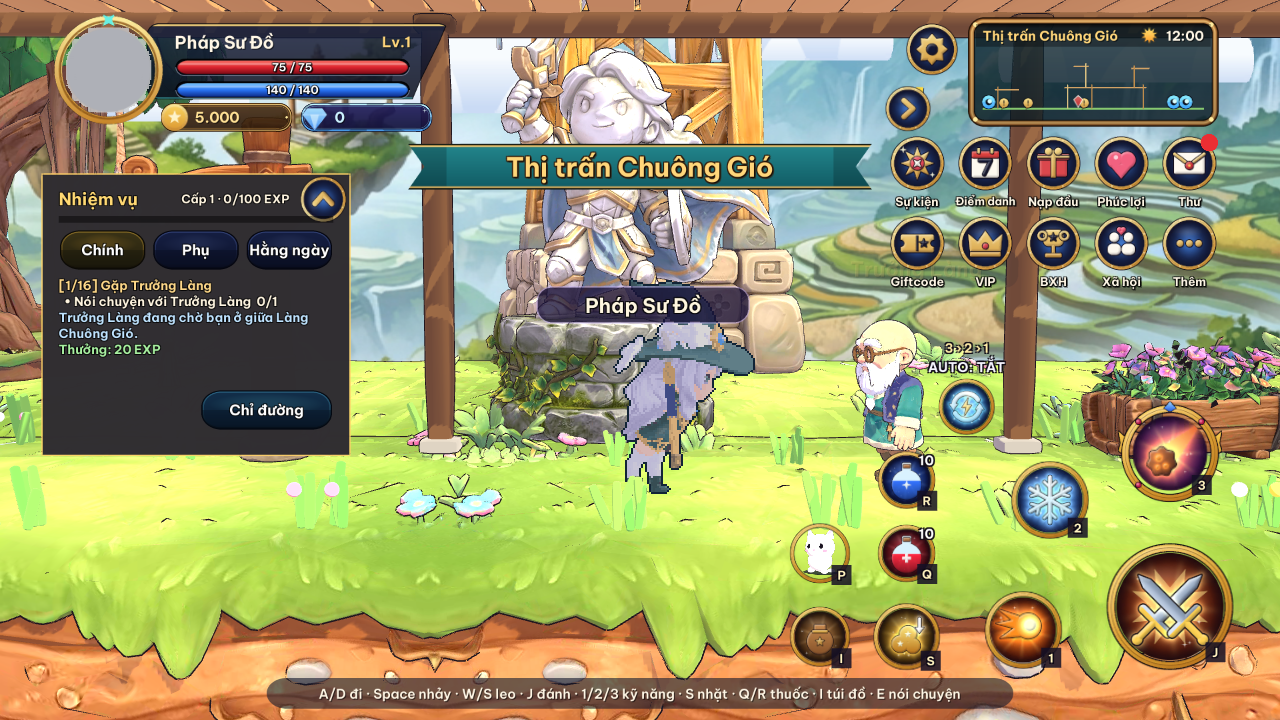 Pháp Sư Đồ
Lv.1
75 / 75
140 / 140
5.000
0
Thị trấn Chuông Gió
12:00
Sự kiện
7
Điểm danh
Nạp đầu
Phúc lợi
Thư
Giftcode
VIP
BXH
Xã hội
Thêm
Thị trấn Chuông Gió
Nhiệm vụ
Cấp 1 · 0/100 EXP
Chính
Phụ
Hằng ngày
[1/16] Gặp Trưởng Làng
• Nói chuyện với Trưởng Làng 0/1
Trưởng Làng đang chờ bạn ở giữa Làng
Chuông Gió.
Thưởng: 20 EXP
Chỉ đường
Pháp Sư Đồ
3›2›1
AUTO: TẮT
10
R
3
2
10
Q
P
I
S
1
J
A/D đi · Space nhảy · W/S leo · J đánh · 1/2/3 kỹ năng · S nhặt · Q/R thuốc · I túi đồ · E nói chuyện